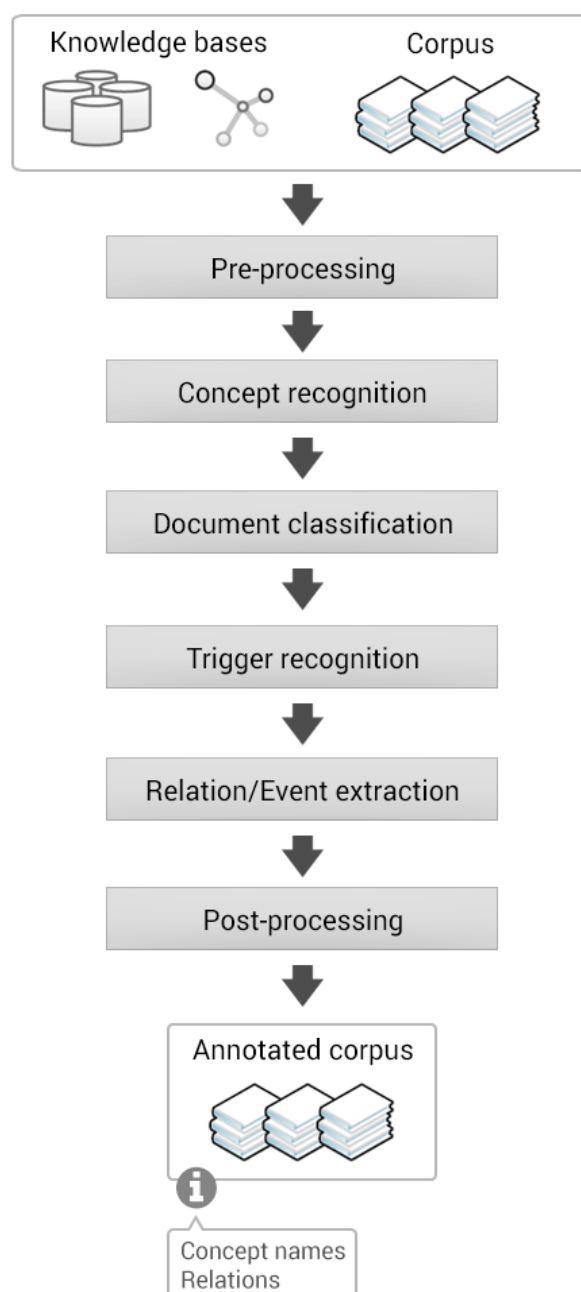 Knowledge bases
Corpus
Pre-processing
Concept recognition
Document classification
Trigger recognition
Relation/Event extraction
Post-processing
Annotated corpus
i
Concept names
Relations